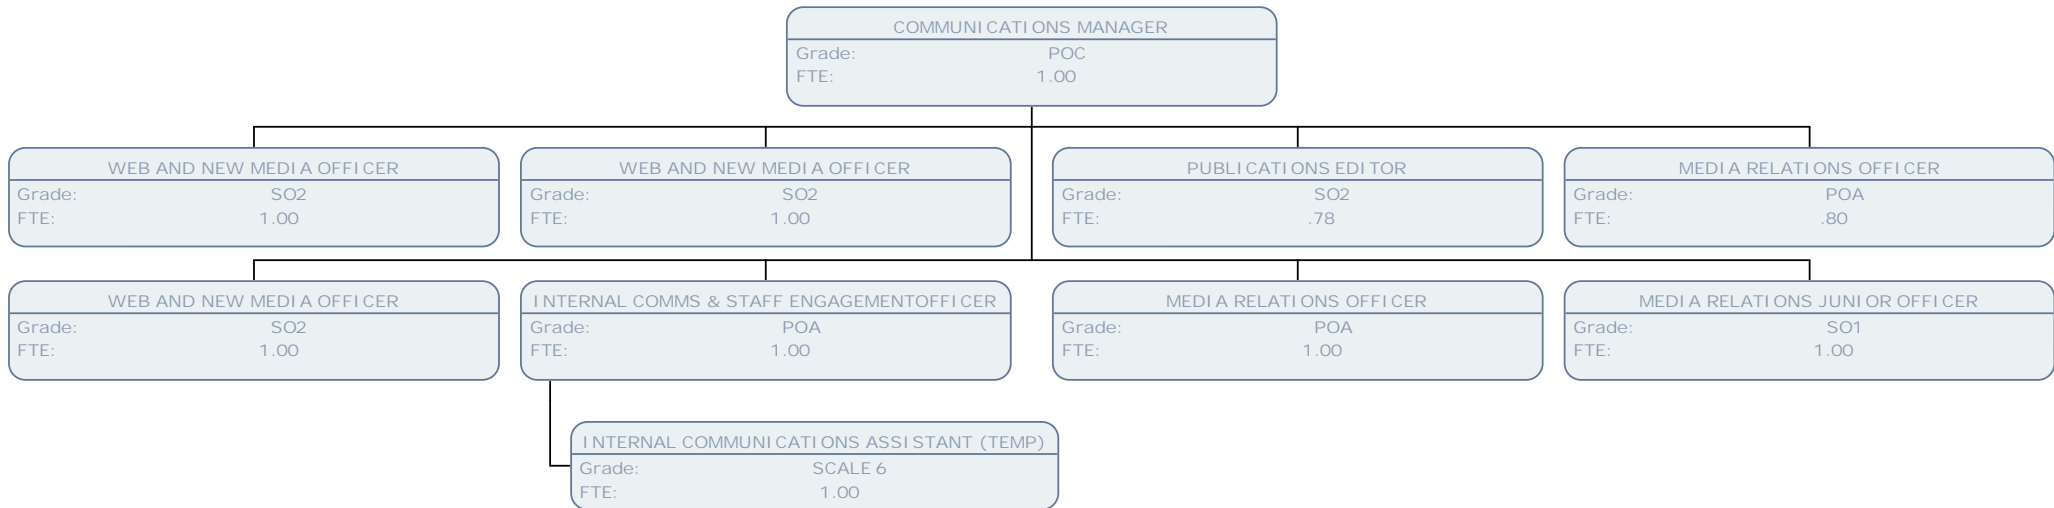 COMMUNICATIONS MANAGER
Grade: POC
FTE: 1.00
WEB AND NEW MEDIA OFFICER
Grade: SO2
FTE: 1.00
WEB AND NEW MEDIA OFFICER
Grade: SO2
FTE: 1.00
PUBLICATIONS EDITOR
Grade: SO2
FTE: .78
MEDIA RELATIONS OFFICER
Grade: POA
FTE: .80
WEB AND NEW MEDIA OFFICER
Grade: SO2
FTE: 1.00
INTERNAL COMMS & STAFF ENGAGEMENTOFFICER
Grade: POA
FTE: 1.00
MEDIA RELATIONS OFFICER
Grade: POA
FTE: 1.00
MEDIA RELATIONS JUNIOR OFFICER
Grade: SO1
FTE: 1.00
INTERNAL COMMUNICATIONS ASSISTANT (TEMP)
Grade: SCALE 6
FTE: 1.00